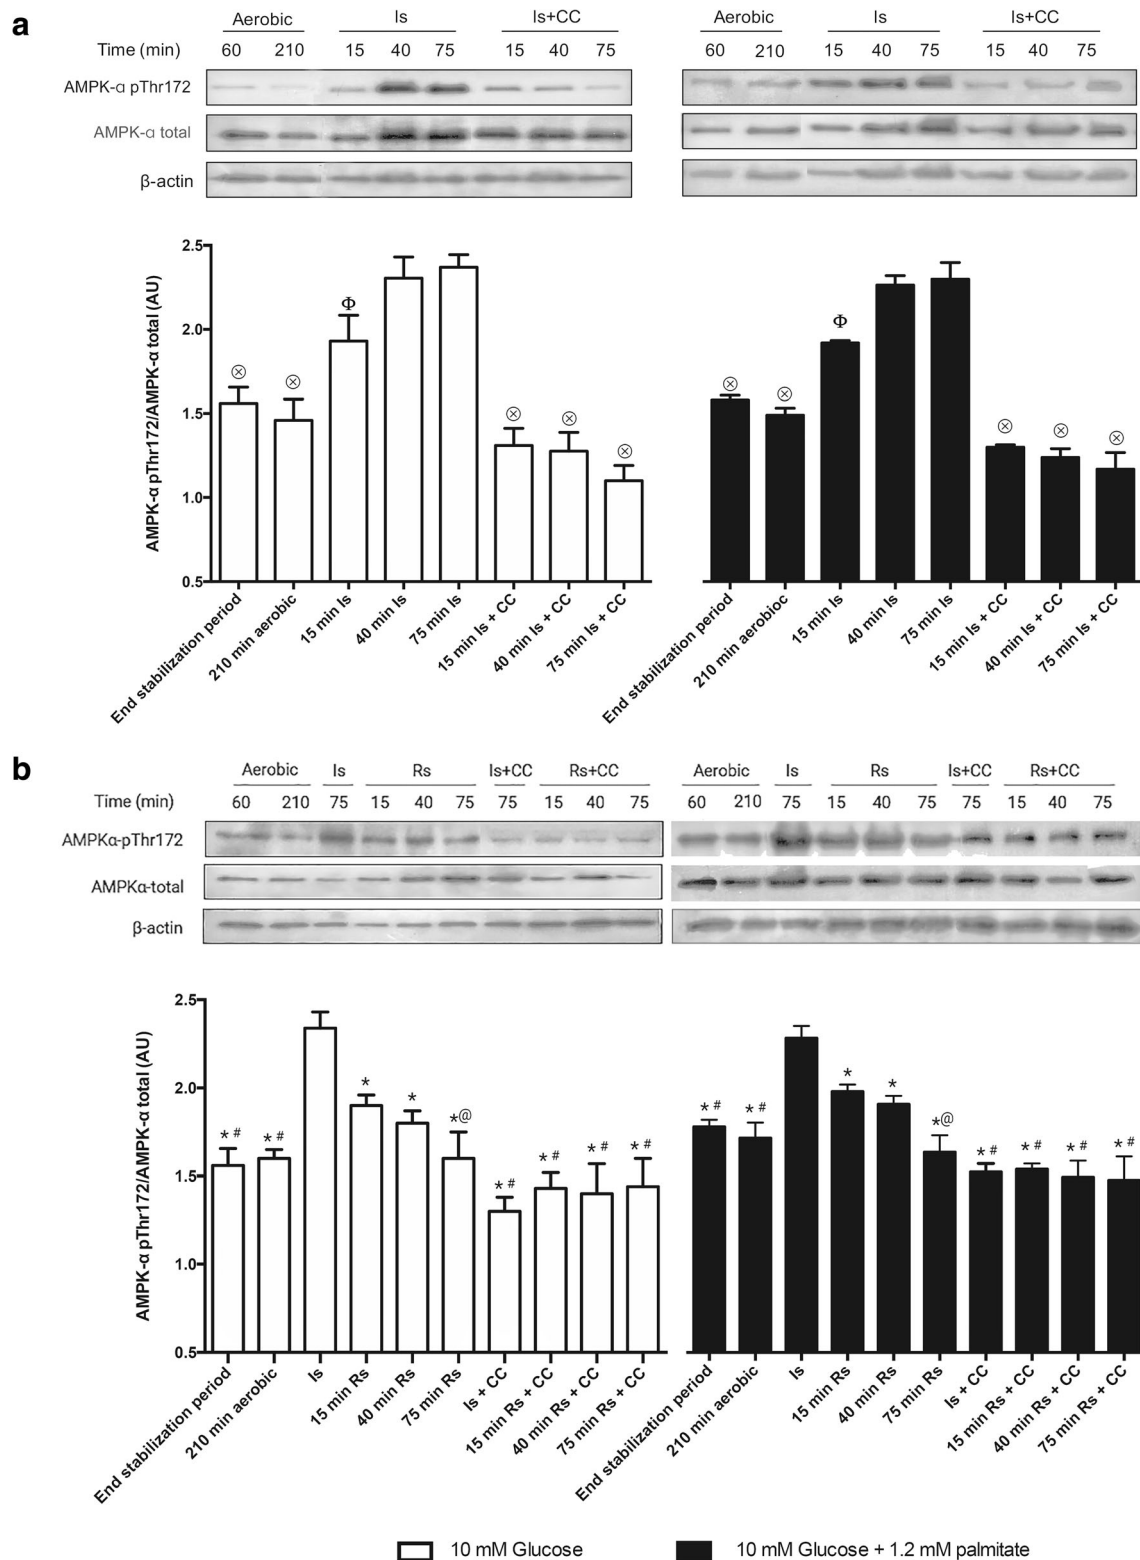 a
Aerobic Is Is+CC Aerobic Is Is+CC
Time (min) 60 210 15 40 75 15 40 75 60 210 15 40 75 15 40 75
AMPK-α pThr172
AMPK-α total
β-actin
AMPK-α pThr172/AMPK-α total (AU)
2.5
2.0
1.5
1.0
0.5
⊗ ⊗ Φ ⊗ ⊗ ⊗ ⊗ ⊗ Φ ⊗ ⊗ ⊗
End stabilization period
210 min aerobic
15 min Is
40 min Is
75 min Is
15 min Is + CC
40 min Is + CC
75 min Is + CC
End stabilization period
210 min aerobioc
15 min Is
40 min Is
75 min Is
15 min Is + CC
40 min Is + CC
75 min Is + CC
b
Aerobic Is Rs Is+CC Rs+CC Aerobic Is Rs Is+CC Rs+CC
Time (min) 60 210 75 15 40 75 75 15 40 75 60 210 75 15 40 75 75 15 40 75
AMPKα-pThr172
AMPKα-total
β-actin
AMPK-α pThr172/AMPK-α total (AU)
2.5
2.0
1.5
1.0
0.5
* # * # * * *@ * # * # * # * # * # * # * * *@ * # * # * # * #
End stabilization period
210 min aerobic
Is
15 min Rs
40 min Rs
75 min Rs
Is + CC
15 min Rs + CC
40 min Rs + CC
75 min Rs + CC
End stabilization period
210 min aerobic
Is
15 min Rs
40 min Rs
75 min Rs
Is + CC
15 min Rs + CC
40 min Rs + CC
75 min Rs + CC
10 mM Glucose
10 mM Glucose + 1.2 mM palmitate